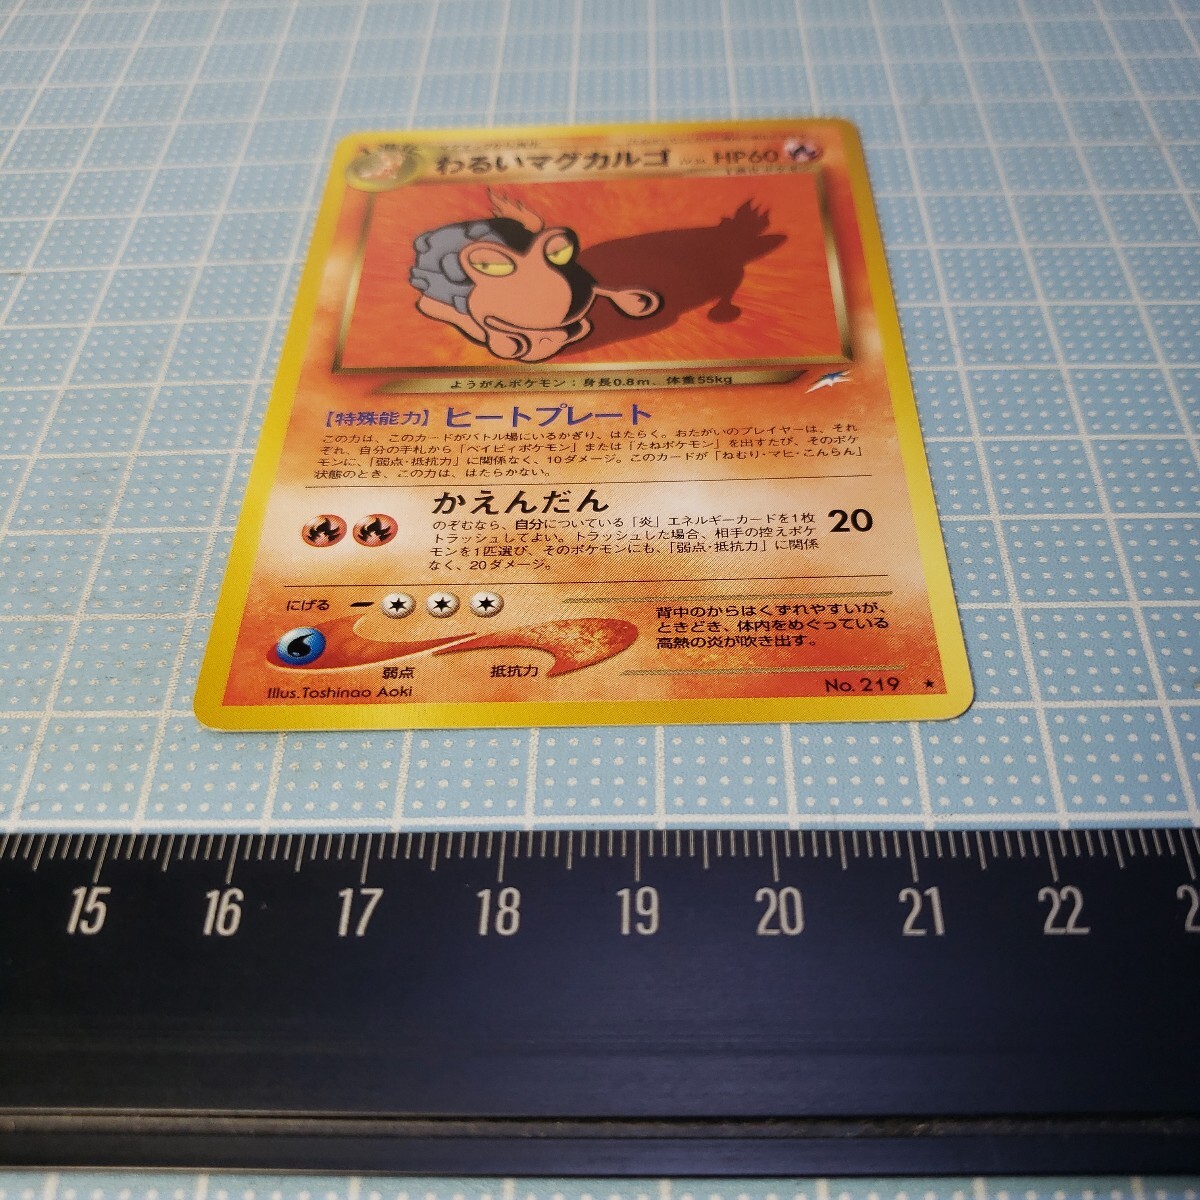 わるいマグカルゴ HP60
ようがんポケモン：身長0.8m、体重55kg
【特殊能力】 ヒートプレート
この力は、このカードがバトル場にいるかぎり、はたらく。おたがいのプレイヤーは、それ
ぞれ、自分の手札から「ベイビィポケモン」または「たねポケモン」を出すたび、そのポケ
モンに、「弱点・抵抗力」に関係なく、10ダメージ。このカードが「ねむり・マヒ・こんらん」
状態のとき、この力は、はたらかない。
かえんだん
のぞむなら、自分についている「炎」エネルギーカードを1枚
トラッシュしてよい。トラッシュした場合、相手の控えポケ
モンを1匹選び、そのポケモンにも、「弱点・抵抗力」に関係
なく、20ダメージ。
20
にげる
弱点
抵抗力
背中のからはくずれやすいが、
ときどき、体内をめぐっている
高熱の炎が吹き出す。
Illus.Toshinao Aoki
No.219 ★
15 16 17 18 19 20 21 22